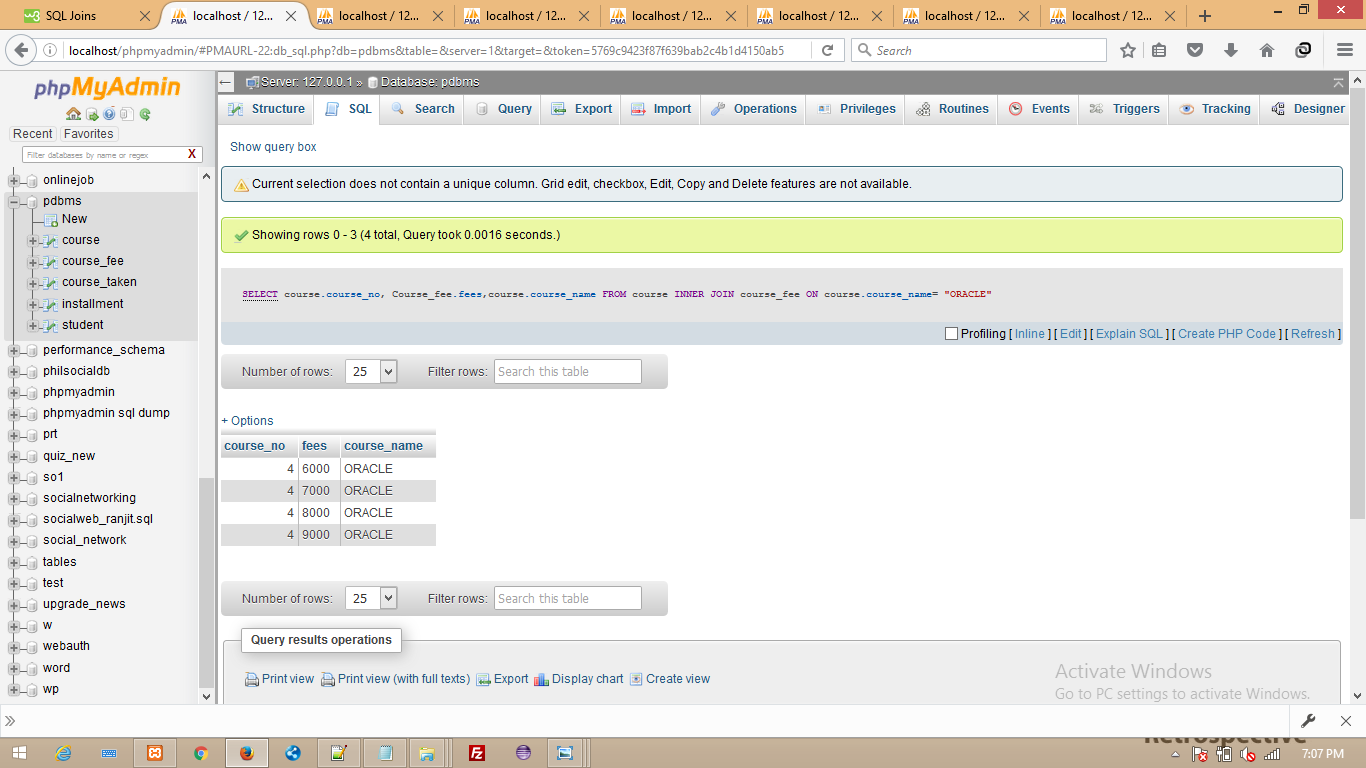 SQL Joins
localhost / 12...
localhost / 12...
localhost / 12...
localhost / 12...
localhost / 12...
localhost / 12...
localhost / 12...
localhost/phpmyadmin/#PMAURL-22:db_sql.php?db=pdbms&table=&server=1&target=&token=5769c9423f87f639bab2c4b1d4150ab5
Search
phpMyAdmin
Recent Favorites
Filter databases by name or regex X
onlinejob
pdbms
New
course
course_fee
course_taken
installment
student
performance_schema
philsocialdb
phpmyadmin
phpmyadmin sql dump
prt
quiz_new
so1
socialnetworking
socialweb_ranjit.sql
social_network
tables
test
upgrade_news
w
webauth
word
wp
Server: 127.0.0.1 » Database: pdbms
Structure SQL Search Query Export Import Operations Privileges Routines Events Triggers Tracking Designer
Show query box
Current selection does not contain a unique column. Grid edit, checkbox, Edit, Copy and Delete features are not available.
Showing rows 0 - 3 (4 total, Query took 0.0016 seconds.)
SELECT course.course_no, Course_fee.fees,course.course_name FROM course INNER JOIN course_fee ON course.course_name= "ORACLE"
Profiling [ Inline ] [ Edit ] [ Explain SQL ] [ Create PHP Code ] [ Refresh ]
Number of rows: 25 Filter rows: Search this table
+ Options
course_no fees course_name
4 6000 ORACLE
4 7000 ORACLE
4 8000 ORACLE
4 9000 ORACLE
Number of rows: 25 Filter rows: Search this table
Query results operations
Print view Print view (with full texts) Export Display chart Create view
Activate Windows
Go to PC settings to activate Windows.
Retrospective
7:07 PM